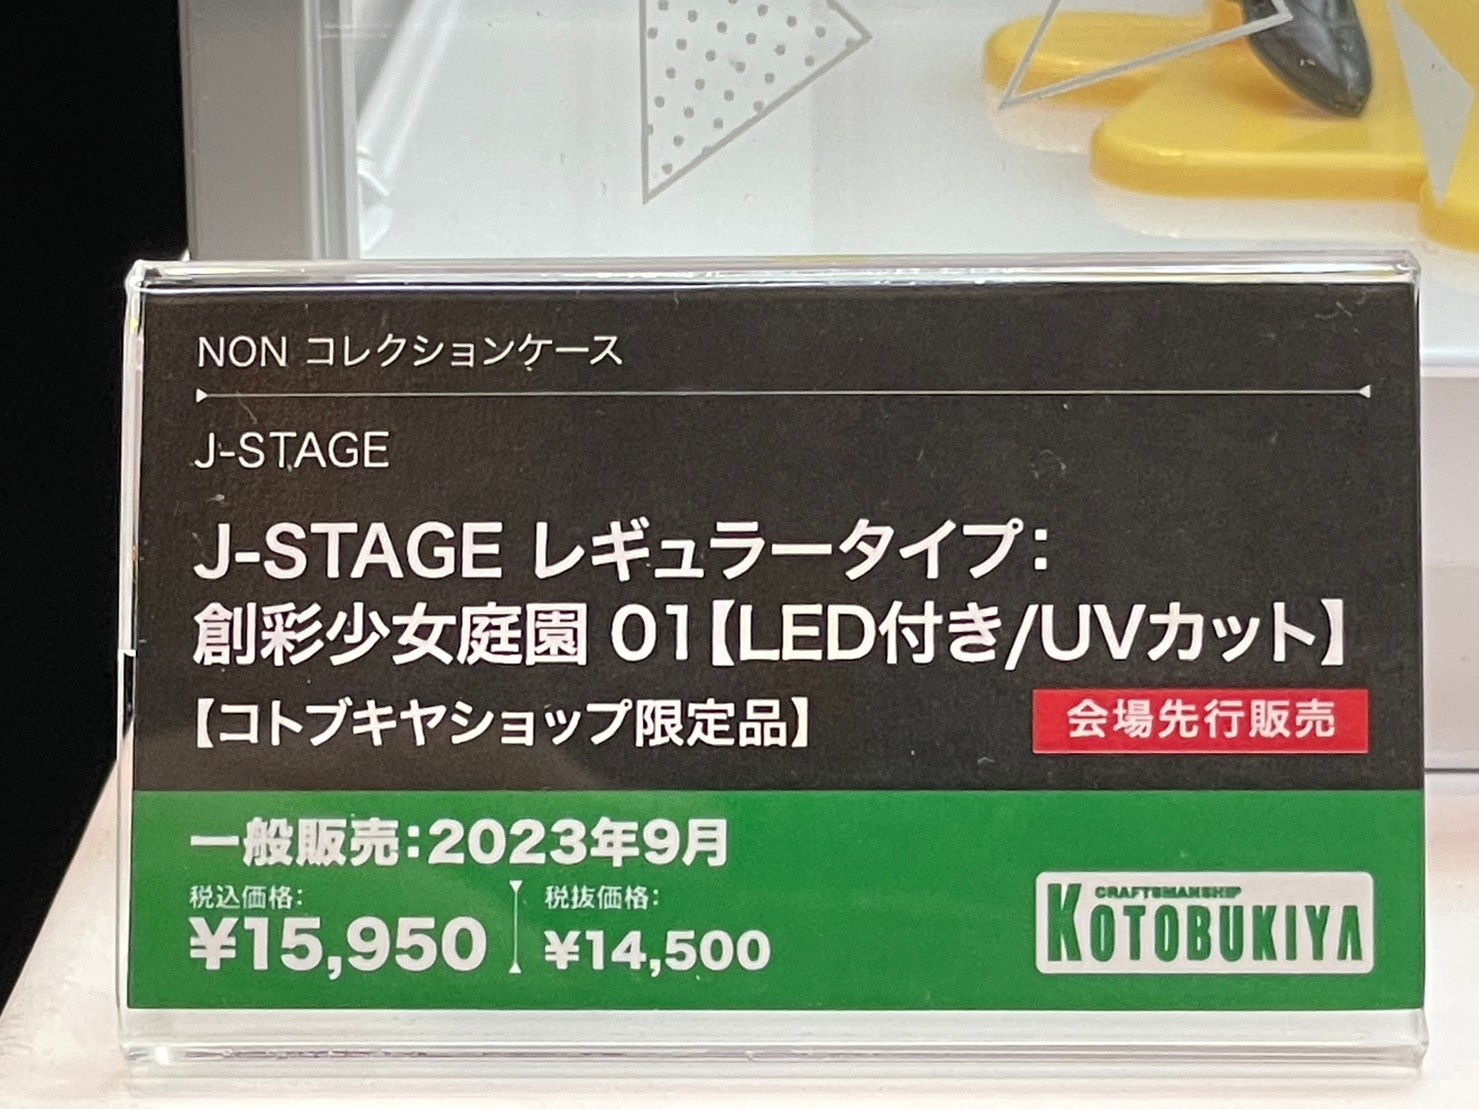 NON コレクションケース
J-STAGE
J-STAGE レギュラータイプ：
創彩少女庭園 01【LED付き/UVカット】
【コトブキヤショップ限定品】
会場先行販売
一般販売：2023年9月
税込価格：
¥15,950
税抜価格：
¥14,500
CRAFTSMANSHIP
KOTOBUKIYA